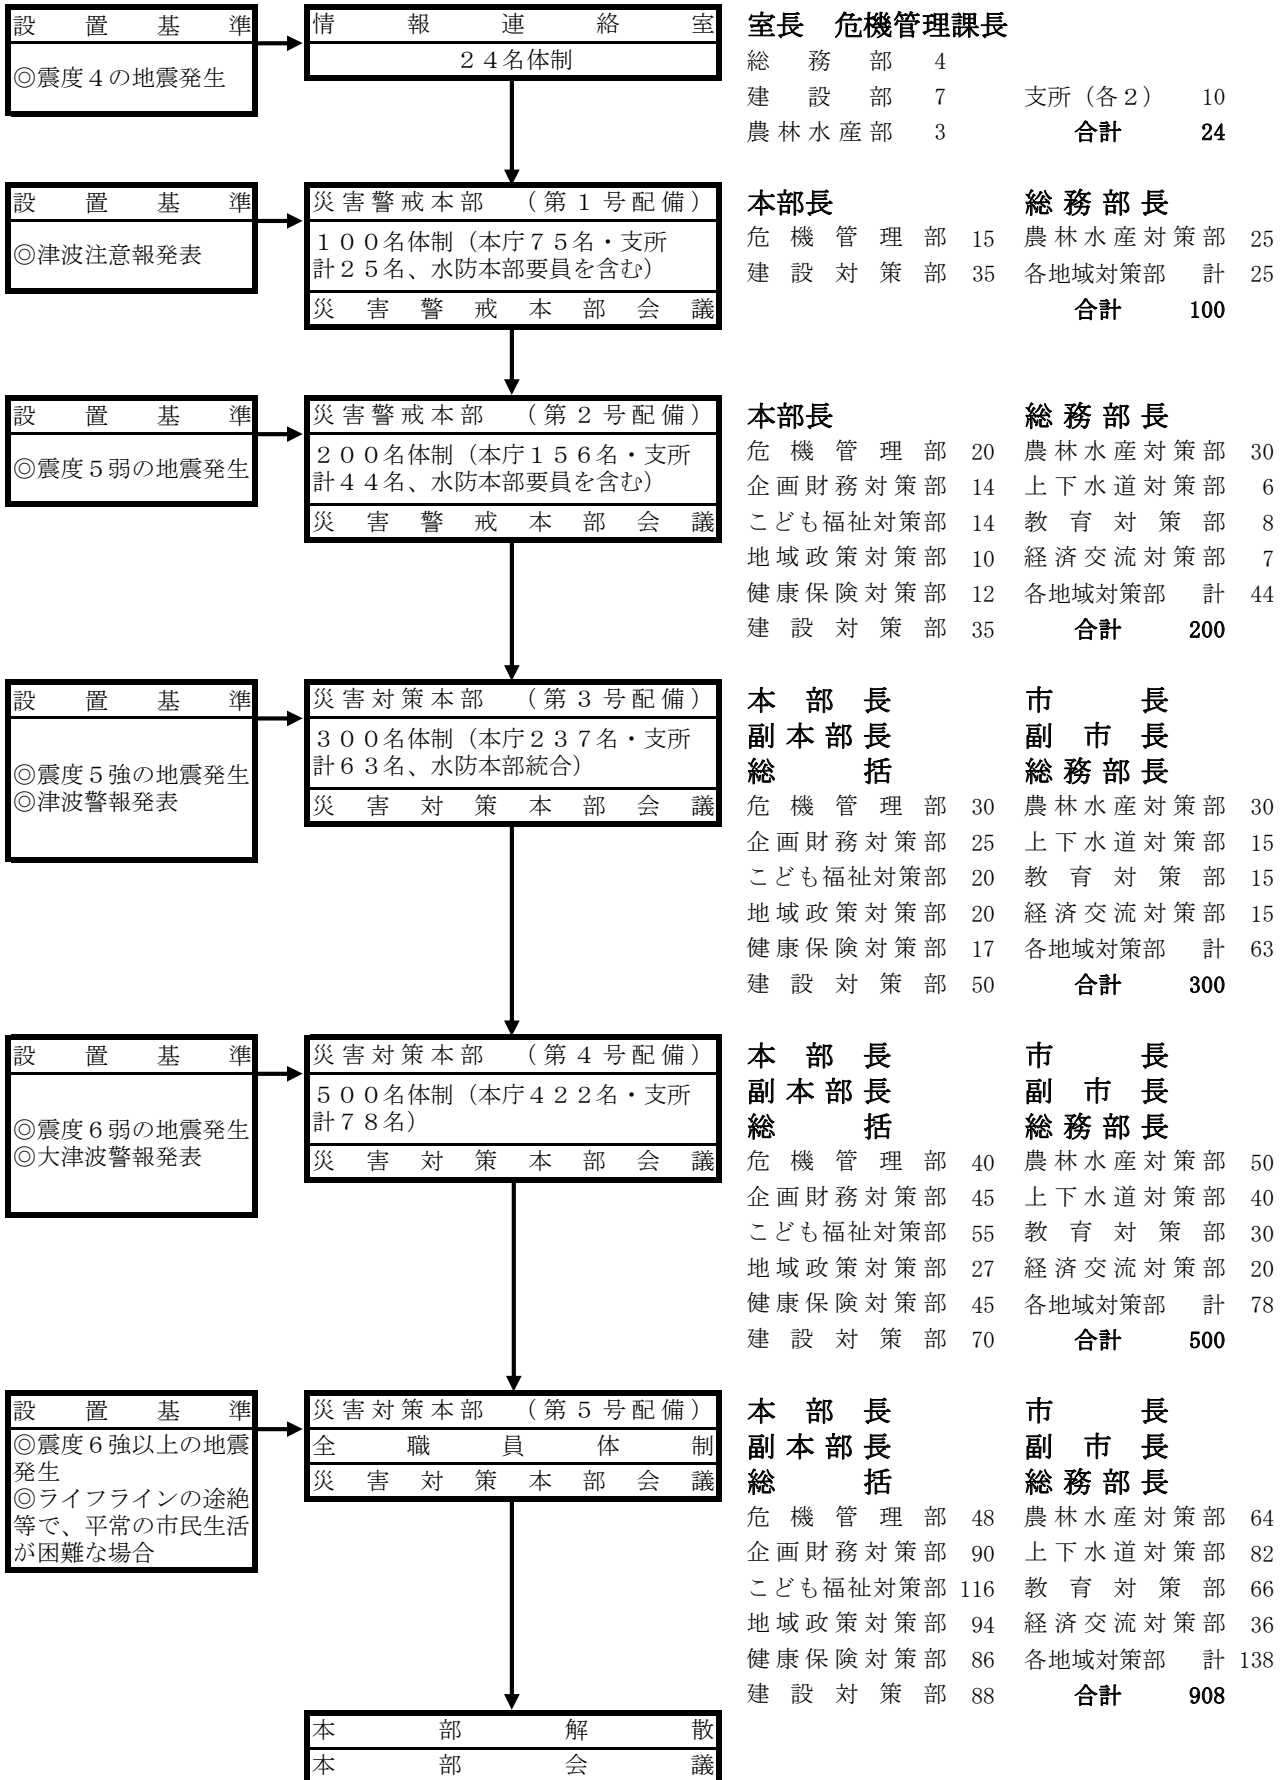 設置基準
◎震度４の地震発生
情報連絡室
２４名体制
室長 危機管理課長
総務部 4
建設部 7 支所（各２） 10
農林水産部 3 合計 24
設置基準
◎津波注意報発表
災害警戒本部 （第１号配備）
１００名体制（本庁７５名・支所
計２５名、水防本部要員を含む）
災害警戒本部会議
本部長 総務部長
危機管理部 15 農林水産対策部 25
建設対策部 35 各地域対策部 計 25
合計 100
設置基準
◎震度５弱の地震発生
災害警戒本部 （第２号配備）
２００名体制（本庁１５６名・支所
計４４名、水防本部要員を含む）
災害警戒本部会議
本部長 総務部長
危機管理部 20 農林水産対策部 30
企画財務対策部 14 上下水道対策部 6
こども福祉対策部 14 教育対策部 8
地域政策対策部 10 経済交流対策部 7
健康保険対策部 12 各地域対策部 計 44
建設対策部 35 合計 200
設置基準
◎震度５強の地震発生
◎津波警報発表
災害対策本部 （第３号配備）
３００名体制（本庁２３７名・支所
計６３名、水防本部統合）
災害対策本部会議
本部長 市長
副本部長 副市長
総括 総務部長
危機管理部 30 農林水産対策部 30
企画財務対策部 25 上下水道対策部 15
こども福祉対策部 20 教育対策部 15
地域政策対策部 20 経済交流対策部 15
健康保険対策部 17 各地域対策部 計 63
建設対策部 50 合計 300
設置基準
◎震度６弱の地震発生
◎大津波警報発表
災害対策本部 （第４号配備）
５００名体制（本庁４２２名・支所
計７８名）
災害対策本部会議
本部長 市長
副本部長 副市長
総括 総務部長
危機管理部 40 農林水産対策部 50
企画財務対策部 45 上下水道対策部 40
こども福祉対策部 55 教育対策部 30
地域政策対策部 27 経済交流対策部 20
健康保険対策部 45 各地域対策部 計 78
建設対策部 70 合計 500
設置基準
◎震度６強以上の地震
発生
◎ライフラインの途絶
等で、平常の市民生活
が困難な場合
災害対策本部 （第５号配備）
全職員体制
災害対策本部会議
本部長 市長
副本部長 副市長
総括 総務部長
危機管理部 48 農林水産対策部 64
企画財務対策部 90 上下水道対策部 82
こども福祉対策部 116 教育対策部 66
地域政策対策部 94 経済交流対策部 36
健康保険対策部 86 各地域対策部 計 138
建設対策部 88 合計 908
本部解散
本部会議